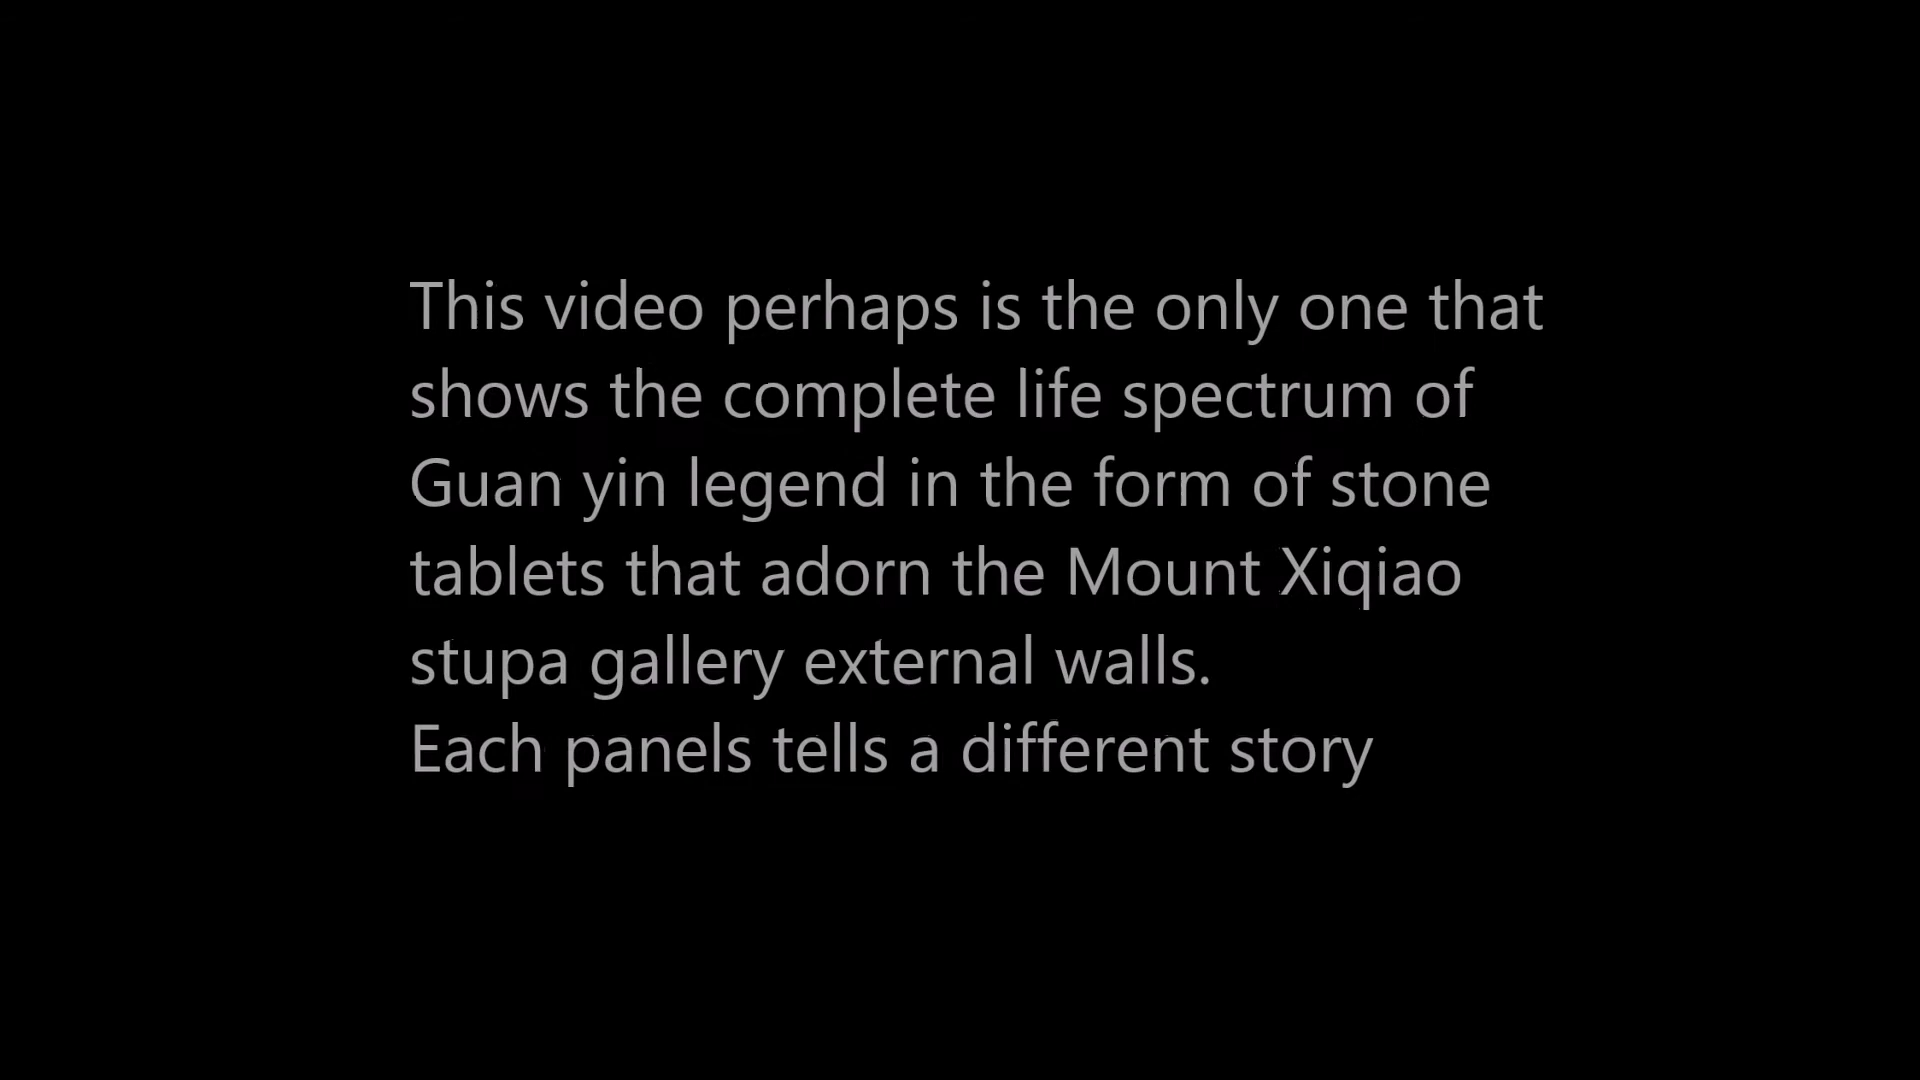 This video perhaps is the only one that
shows the complete life spectrum of
Guan yin legend in the form of stone
tablets that adorn the Mount Xiqiao
stupa gallery external walls.
Each panels tells a different story